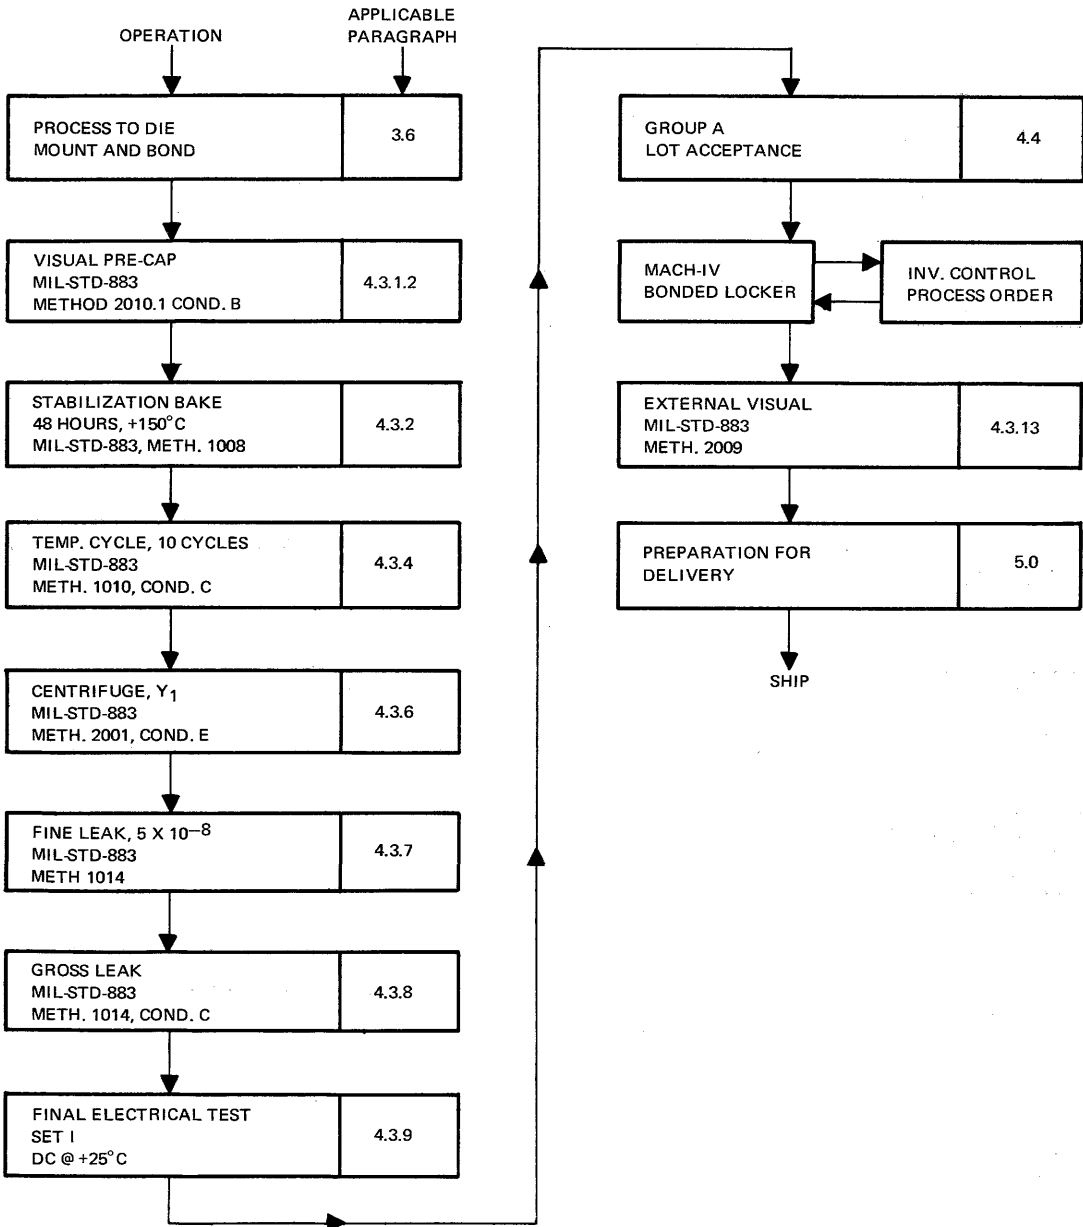 OPERATION
APPLICABLE
PARAGRAPH
PROCESS TO DIE
MOUNT AND BOND
3.6
VISUAL PRE-CAP
MIL-STD-883
METHOD 2010.1 COND. B
4.3.1.2
STABILIZATION BAKE
48 HOURS, +150°C
MIL-STD-883, METH. 1008
4.3.2
TEMP. CYCLE, 10 CYCLES
MIL-STD-883
METH. 1010, COND. C
4.3.4
CENTRIFUGE, Y₁
MIL-STD-883
METH. 2001, COND. E
4.3.6
FINE LEAK, 5 X 10⁻⁸
MIL-STD-883
METH 1014
4.3.7
GROSS LEAK
MIL-STD-883
METH. 1014, COND. C
4.3.8
FINAL ELECTRICAL TEST
SET I
DC @ +25°C
4.3.9
GROUP A
LOT ACCEPTANCE
4.4
MACH-IV
BONDED LOCKER
INV. CONTROL
PROCESS ORDER
EXTERNAL VISUAL
MIL-STD-883
METH. 2009
4.3.13
PREPARATION FOR
DELIVERY
5.0
SHIP